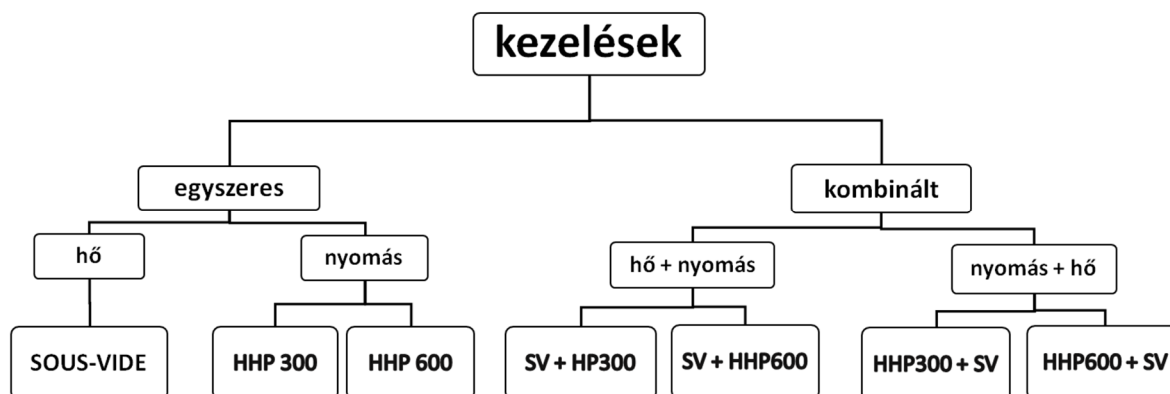 kezelések
egyszeres
kombinált
hő
nyomás
hő + nyomás
nyomás + hő
SOUS-VIDE
HHP 300
HHP 600
SV + HP300
SV + HHP600
HHP300 + SV
HHP600 + SV